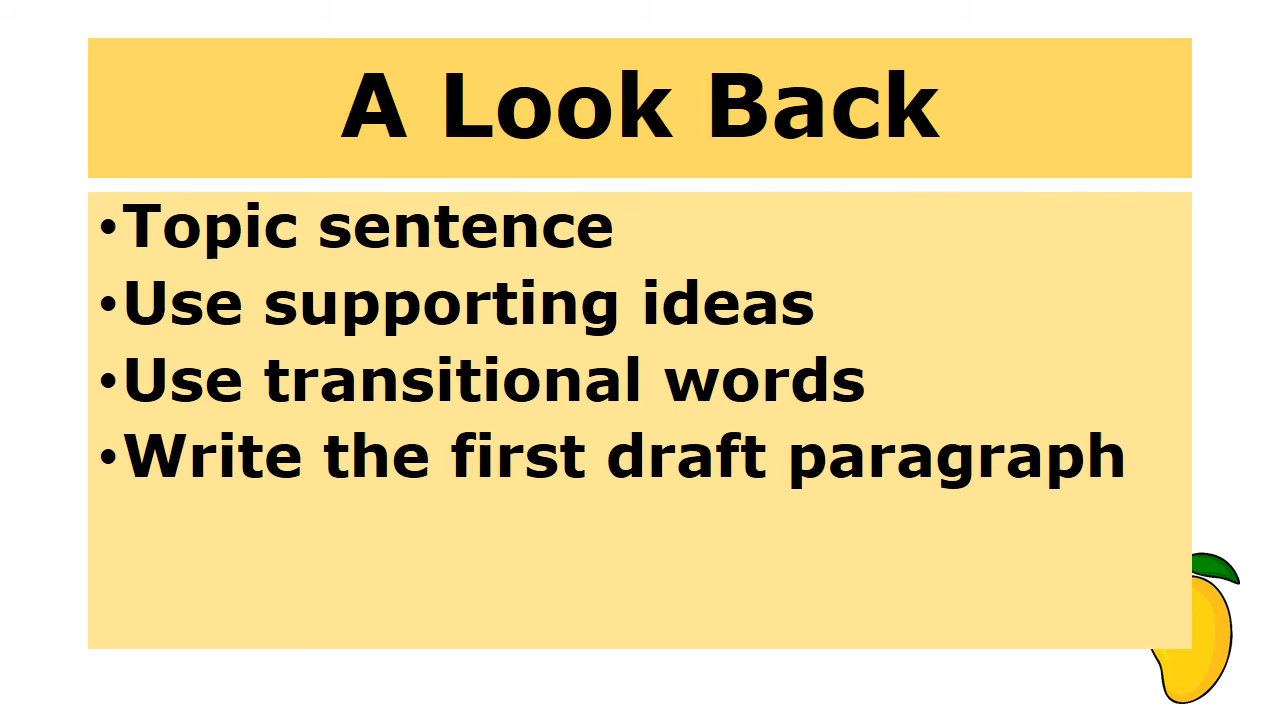 A Look Back
•Topic sentence
•Use supporting ideas
•Use transitional words
•Write the first draft paragraph